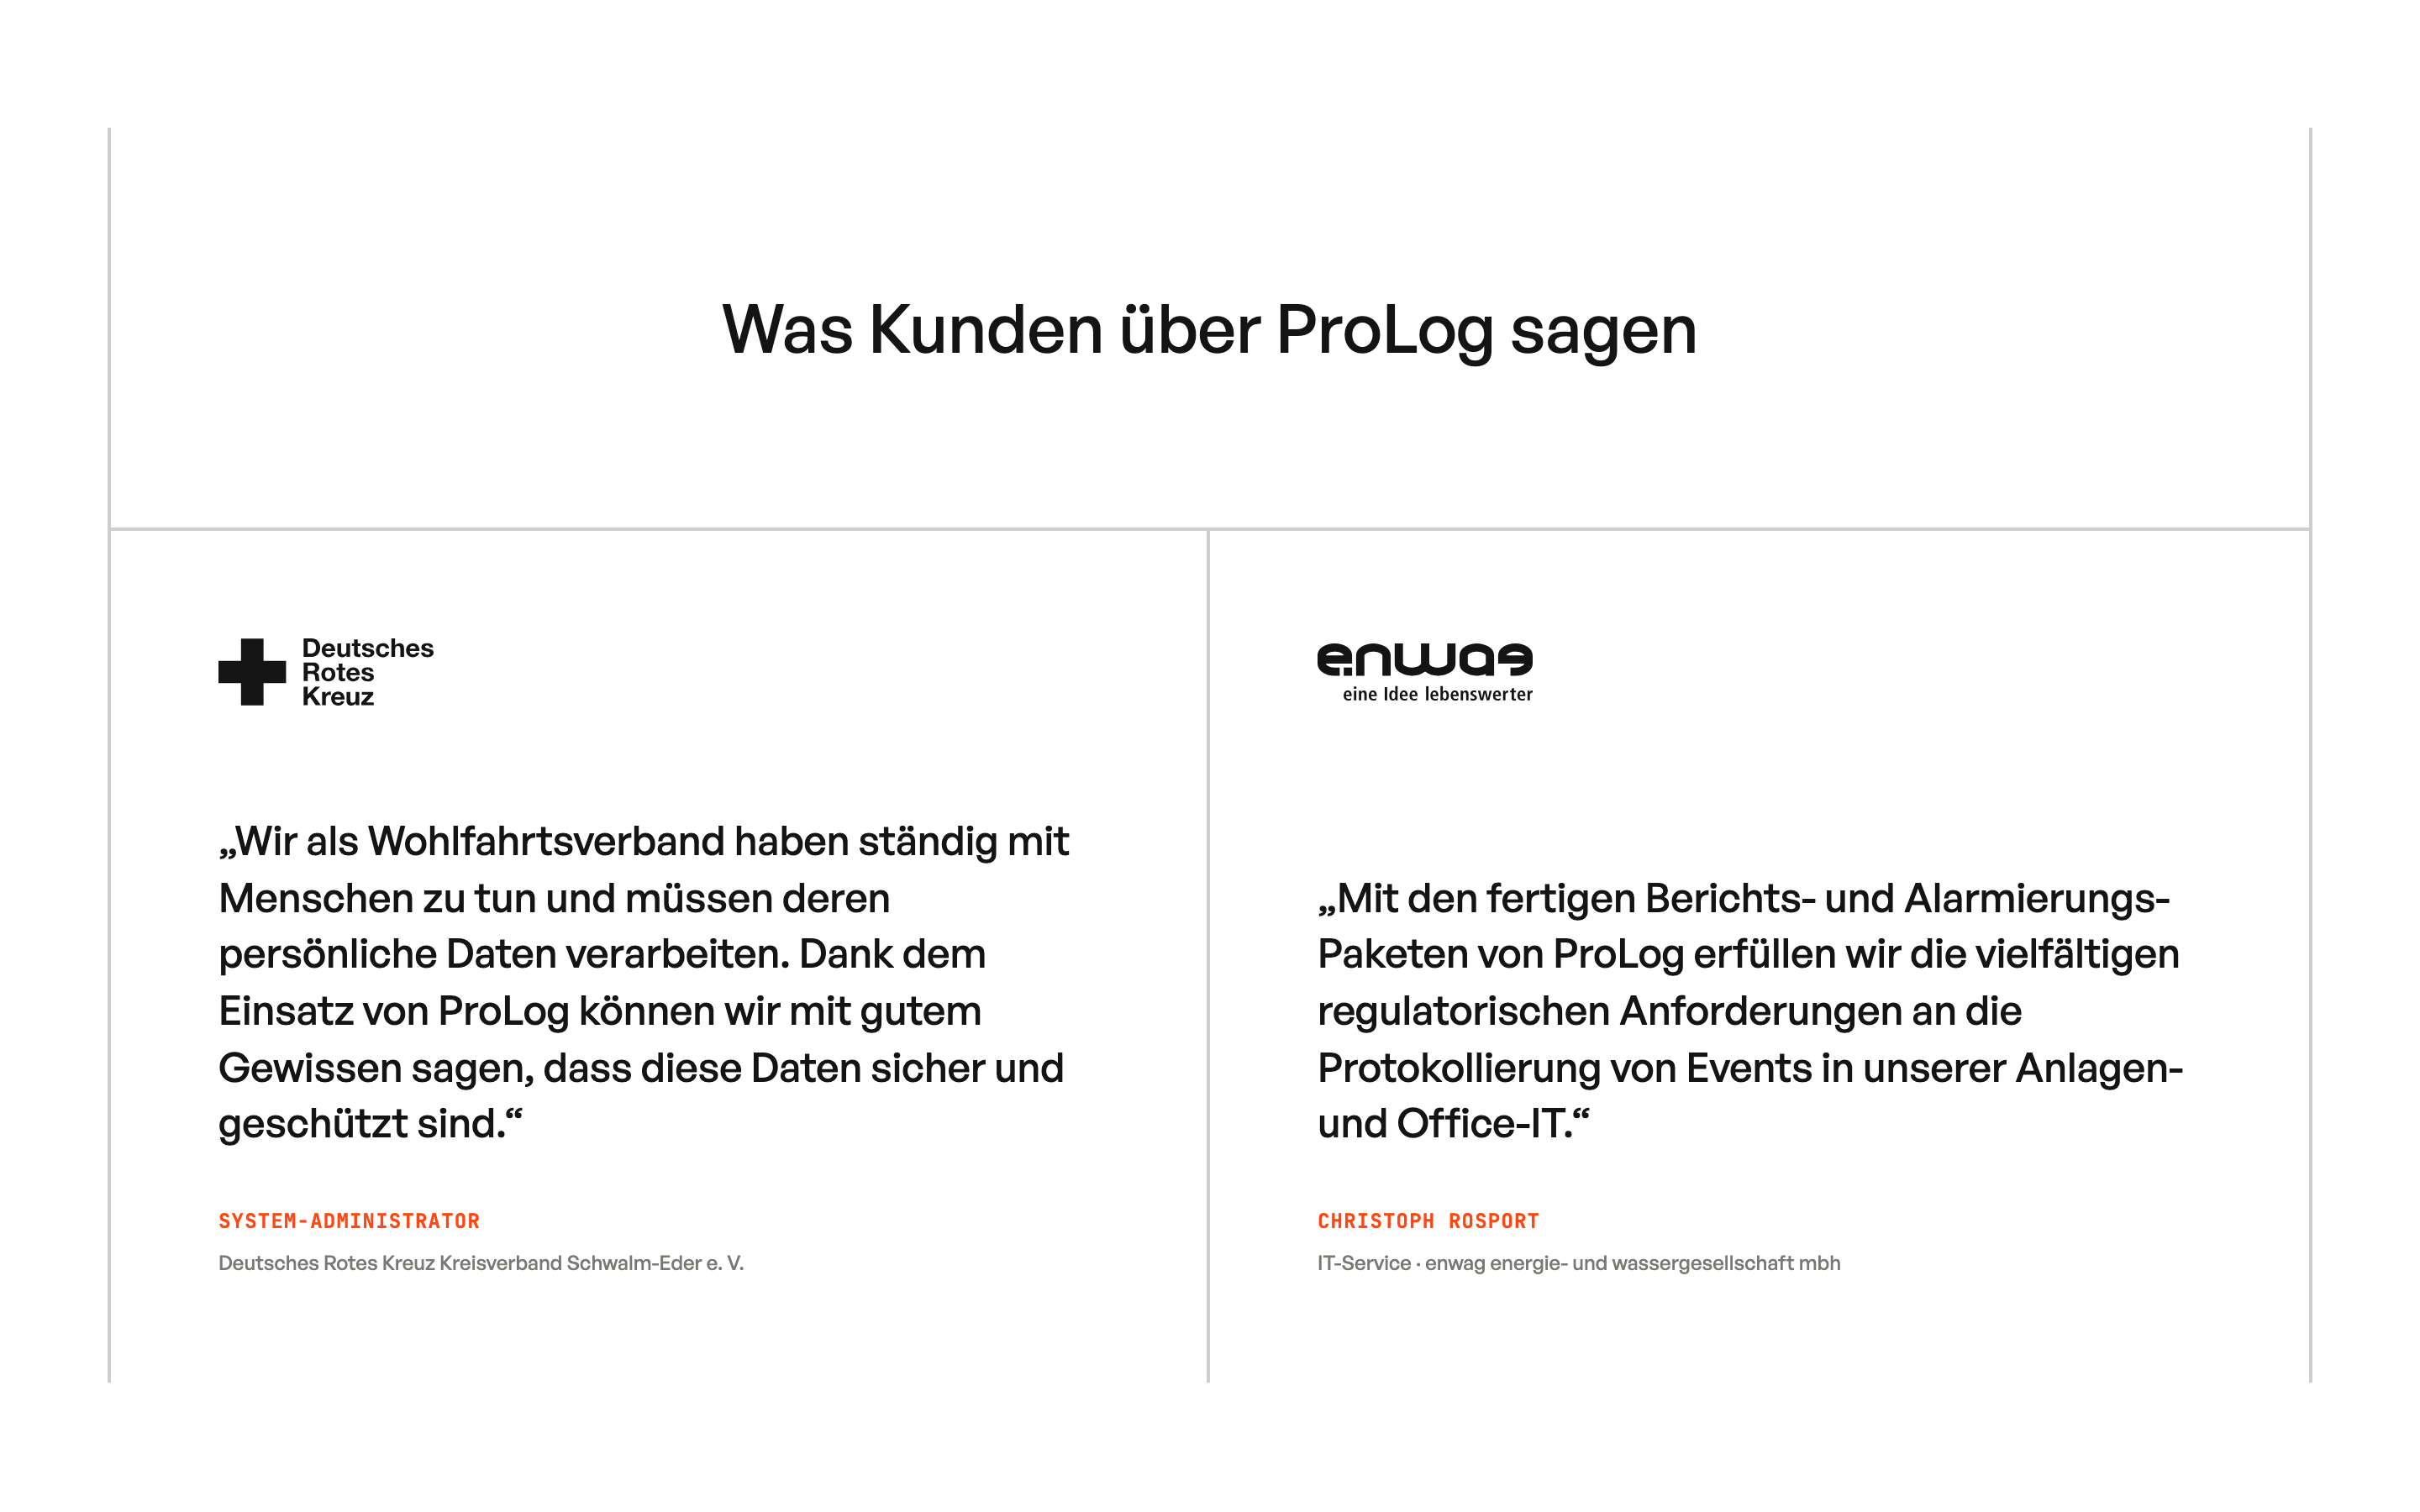 Was Kunden über ProLog sagen
Deutsches
Rotes
Kreuz
„Wir als Wohlfahrtsverband haben ständig mit
Menschen zu tun und müssen deren
persönliche Daten verarbeiten. Dank dem
Einsatz von ProLog können wir mit gutem
Gewissen sagen, dass diese Daten sicher und
geschützt sind.“
SYSTEM-ADMINISTRATOR
Deutsches Rotes Kreuz Kreisverband Schwalm-Eder e. V.
enwag
eine Idee lebenswerter
„Mit den fertigen Berichts- und Alarmierungs-
Paketen von ProLog erfüllen wir die vielfältigen
regulatorischen Anforderungen an die
Protokollierung von Events in unserer Anlagen-
und Office-IT.“
CHRISTOPH ROSPORT
IT-Service · enwag energie- und wassergesellschaft mbh